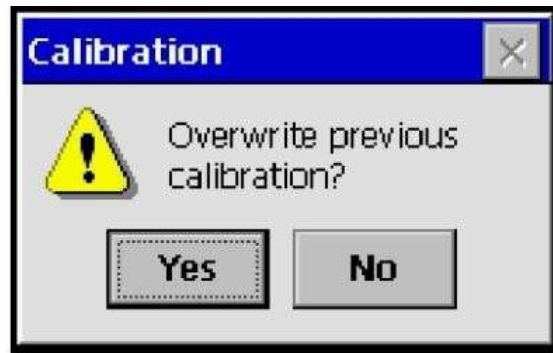 Calibration
Overwrite previous
calibration?
Yes
No